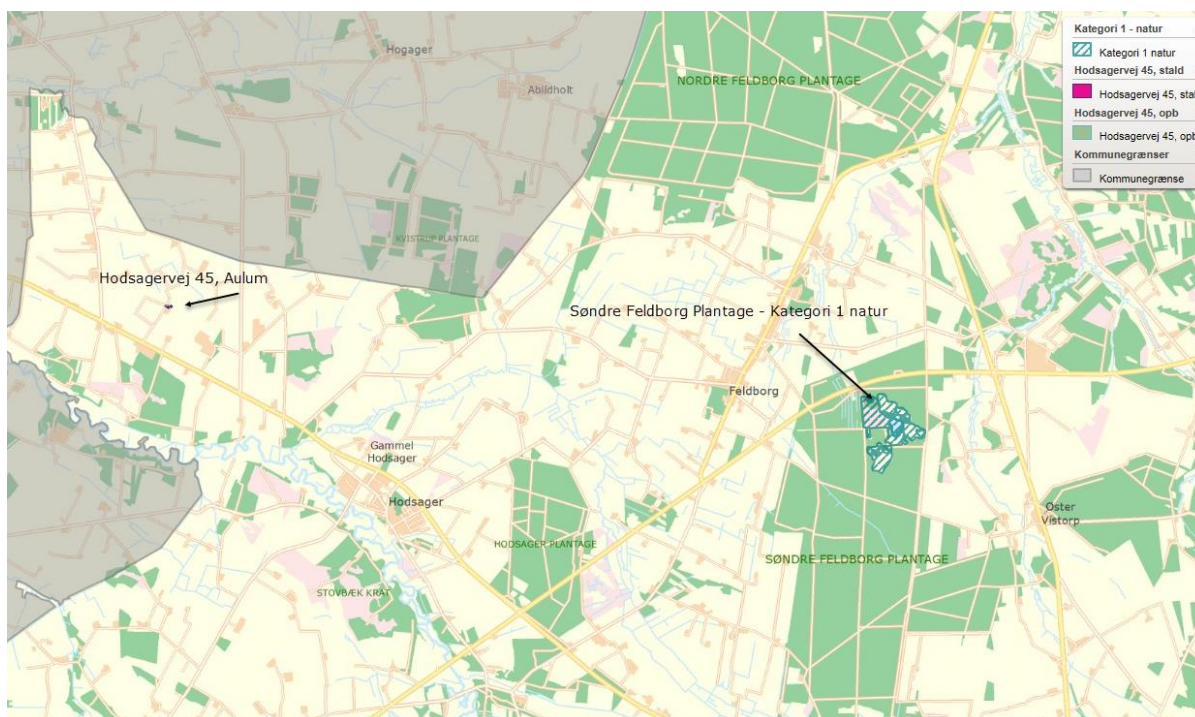 Hogager
Abildholt
NORDRE FELDBORG PLANTAGE
KVISTRUP PLANTAGE
Hodsagervej 45, Aulum
Søndre Feldborg Plantage - Kategori 1 natur
Feldborg
Gammel
Hodsager
Hodsager
HODSAGER PLANTAGE
STOVBÆK KRAT
SØNDRE FELDBORG PLANTAGE
Oster
Vistorp
Kategori 1 - natur
Kategori 1 natur
Hodsagervej 45, stald
Hodsagervej 45, stal
Hodsagervej 45, opb
Hodsagervej 45, opb
Kommunegrænser
Kommunegrænse